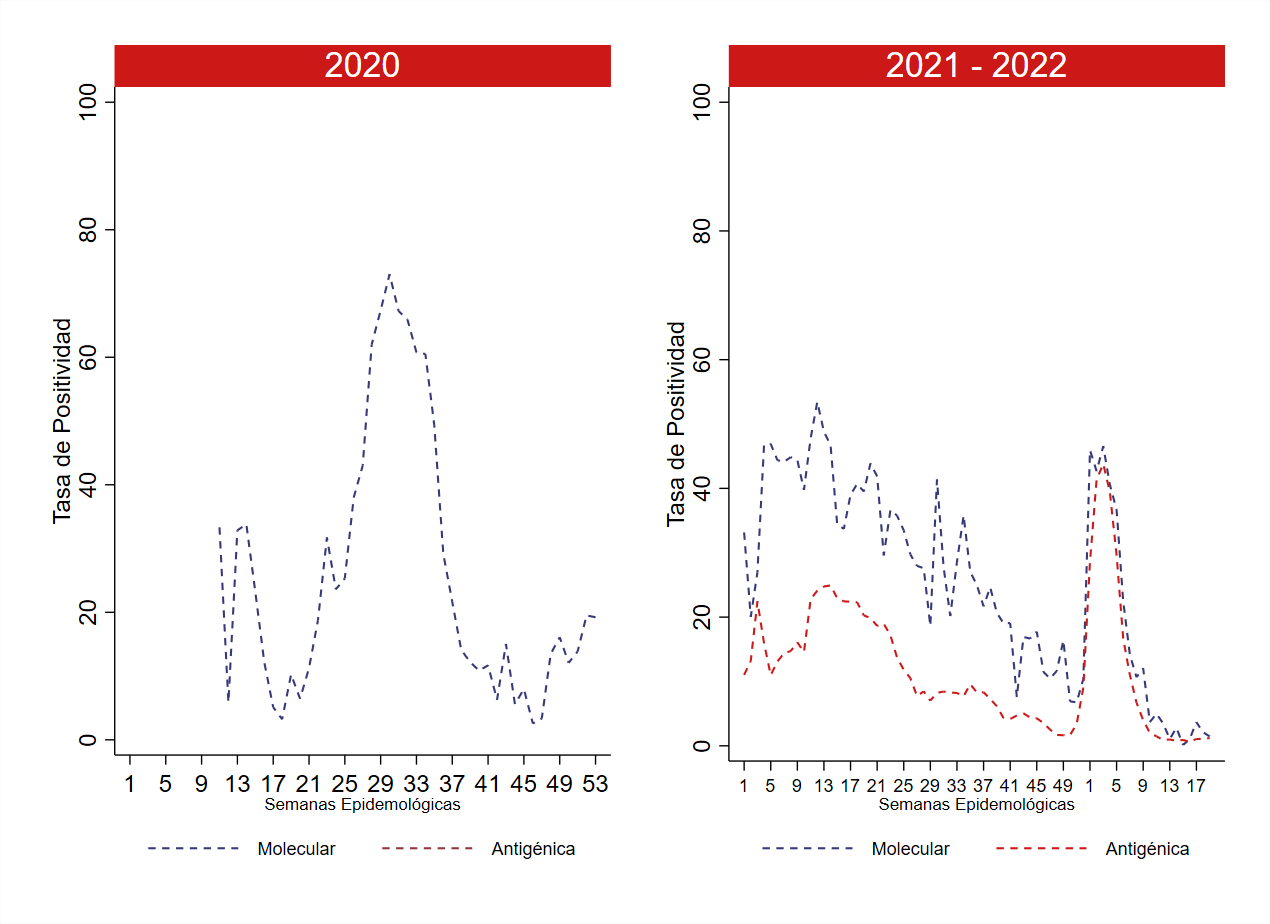 2020
Tasa de Positividad
100
80
60
40
20
0
1 5 9 13 17 21 25 29 33 37 41 45 49 53
Semanas Epidemológicas
Molecular Antigénica
2021 - 2022
Tasa de Positividad
100
80
60
40
20
0
1 5 9 13 17 21 25 29 33 37 41 45 49 1 5 9 13 17
Semanas Epidemológicas
Molecular Antigénica